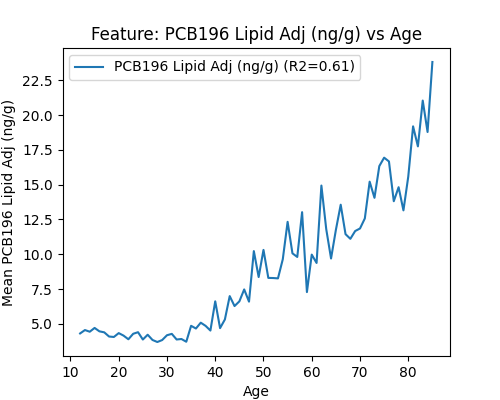 Feature: PCB196 Lipid Adj (ng/g) vs Age
PCB196 Lipid Adj (ng/g) (R2=0.61)
Mean PCB196 Lipid Adj (ng/g)
22.5
20.0
17.5
15.0
12.5
10.0
7.5
5.0
10 20 30 40 50 60 70 80
Age